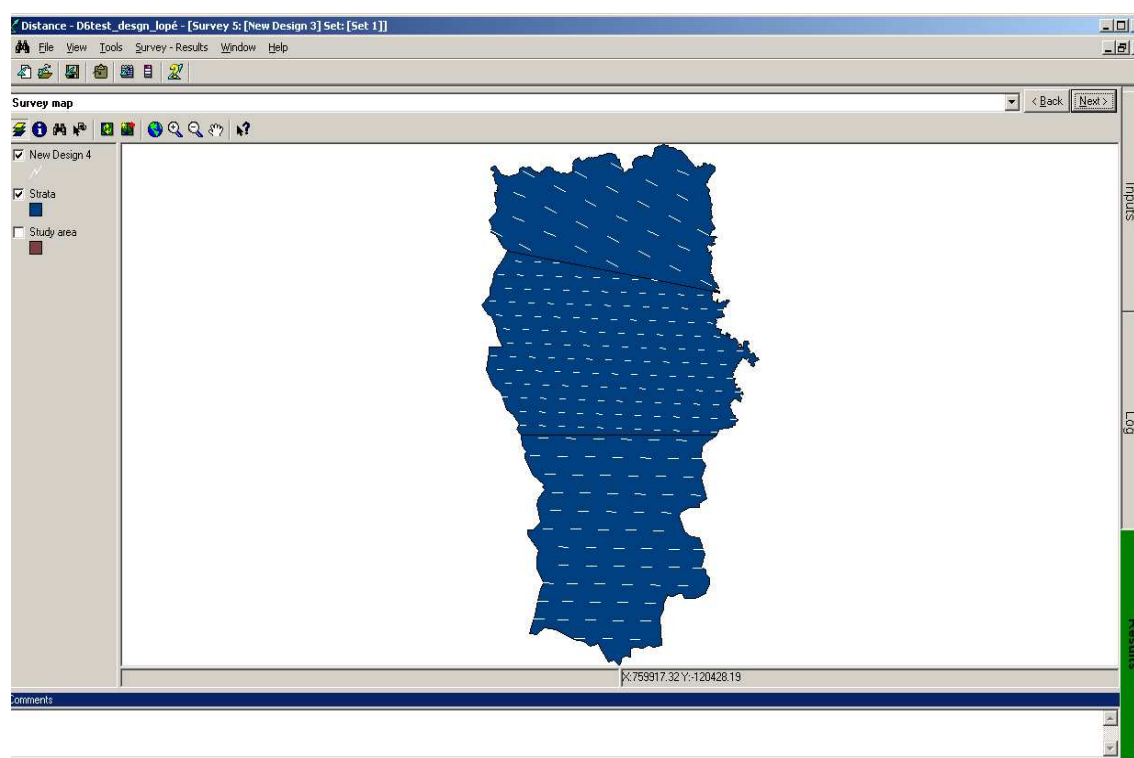 Distance - D6test_desgn_lopé - [Survey 5: [New Design 3] Set: [Set 1]]
File View Tools Survey - Results Window Help
Survey map
< Back Next >
New Design 4
Strata
Study area
Inputs
Log
Results
X:759917.32 Y:-120428.19
Comments